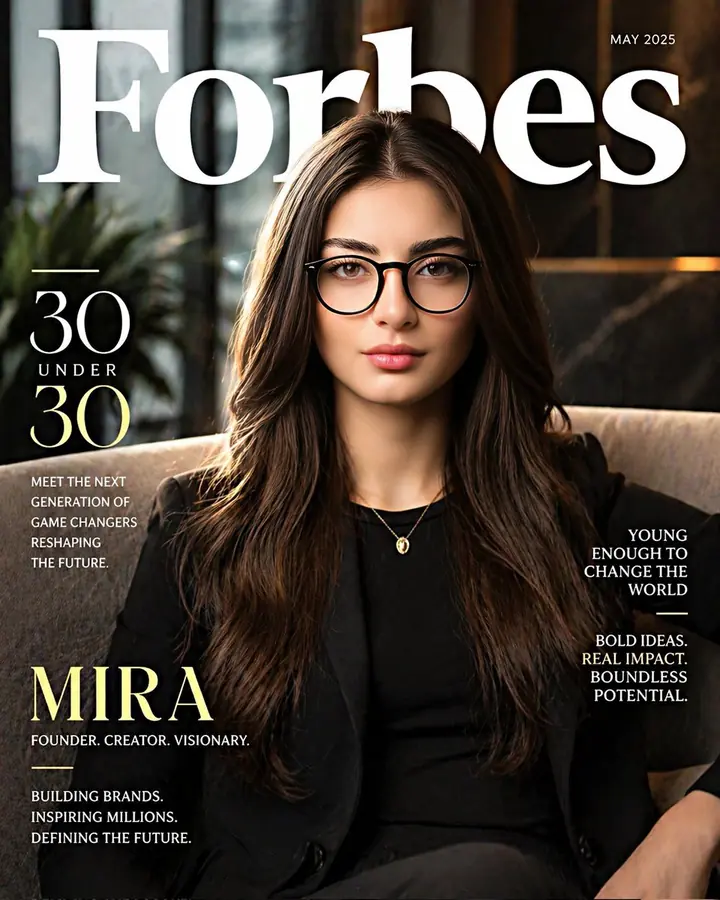 MAY 2025
Forbes
30
UNDER
30
MEET THE NEXT
GENERATION OF
GAME CHANGERS
RESHAPING
THE FUTURE.
YOUNG
ENOUGH TO
CHANGE THE
WORLD
BOLD IDEAS.
REAL IMPACT.
BOUNDLESS
POTENTIAL.
MIRA
FOUNDER. CREATOR. VISIONARY.
BUILDING BRANDS.
INSPIRING MILLIONS.
DEFINING THE FUTURE.